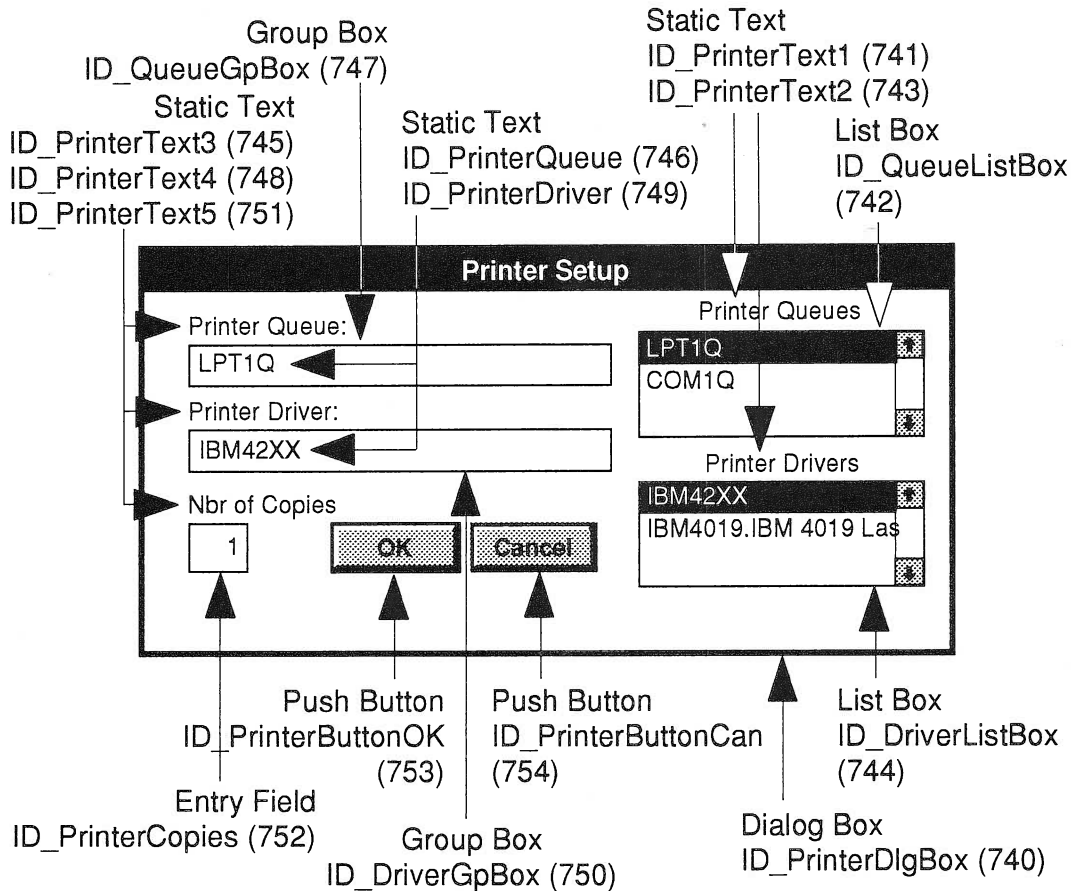 Group Box
ID_QueueGpBox (747)
Static Text
ID_PrinterText3 (745)
ID_PrinterText4 (748)
ID_PrinterText5 (751)
Static Text
ID_PrinterQueue (746)
ID_PrinterDriver (749)
Static Text
ID_PrinterText1 (741)
ID_PrinterText2 (743)
List Box
ID_QueueListBox
(742)
Printer Setup
Printer Queue:
LPT1Q
Printer Driver:
IBM42XX
Nbr of Copies
1
OK
Cancel
Printer Queues
LPT1Q
COM1Q
Printer Drivers
IBM42XX
IBM4019.IBM 4019 Las
Push Button
ID_PrinterButtonOK
(753)
Push Button
ID_PrinterButtonCan
(754)
List Box
ID_DriverListBox
(744)
Entry Field
ID_PrinterCopies (752)
Group Box
ID_DriverGpBox (750)
Dialog Box
ID_PrinterDlgBox (740)